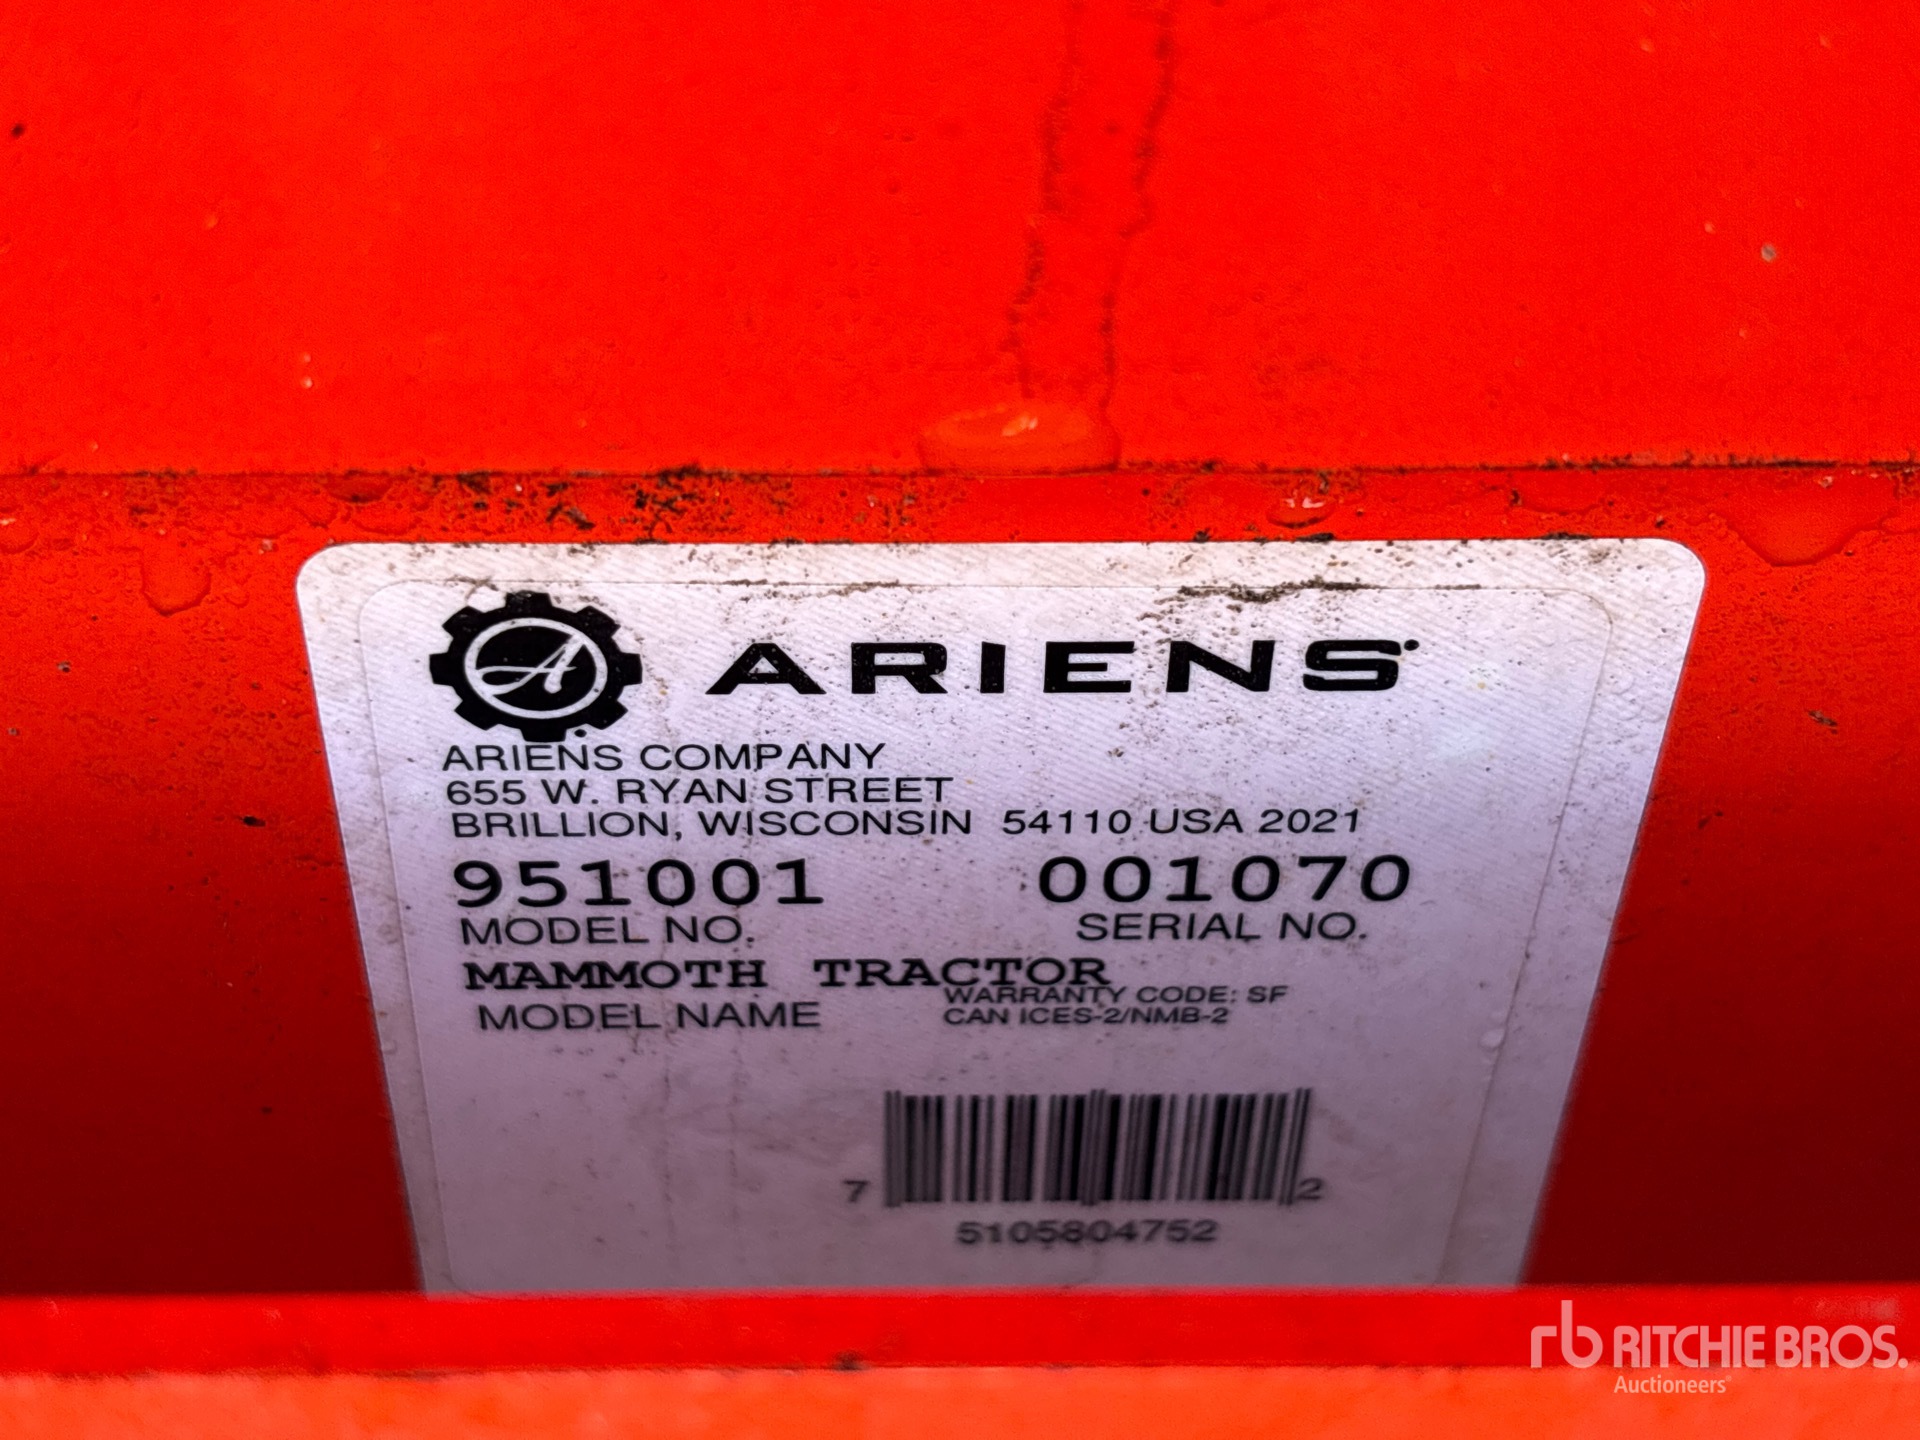 A ARIENS
ARIENS COMPANY
655 W. RYAN STREET
BRILLION, WISCONSIN 54110 USA 2021
951001 001070
MODEL NO. SERIAL NO.
MAMMOTH TRACTOR
WARRANTY CODE: SF
MODEL NAME CAN ICES-2/NMB-2
7 2
5105804752
rb RITCHIE BROS.
Auctioneers